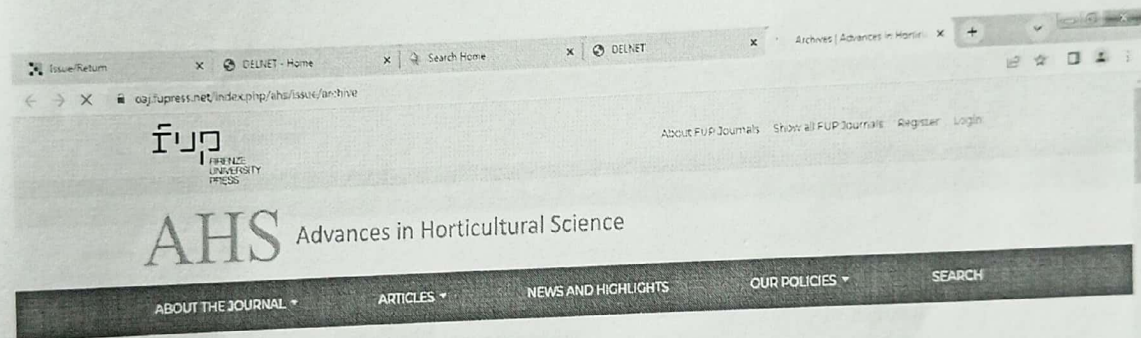 Issue/Return
DELNET - Home
Search Home
DELNET
Archives | Advances in Hortic
oaj.fupress.net/index.php/ahs/issue/archive
fup
FIRENZE
UNIVERSITY
PRESS
About FUP Journals Show all FUP Journals Register Login
AHS Advances in Horticultural Science
ABOUT THE JOURNAL ARTICLES NEWS AND HIGHLIGHTS OUR POLICIES SEARCH